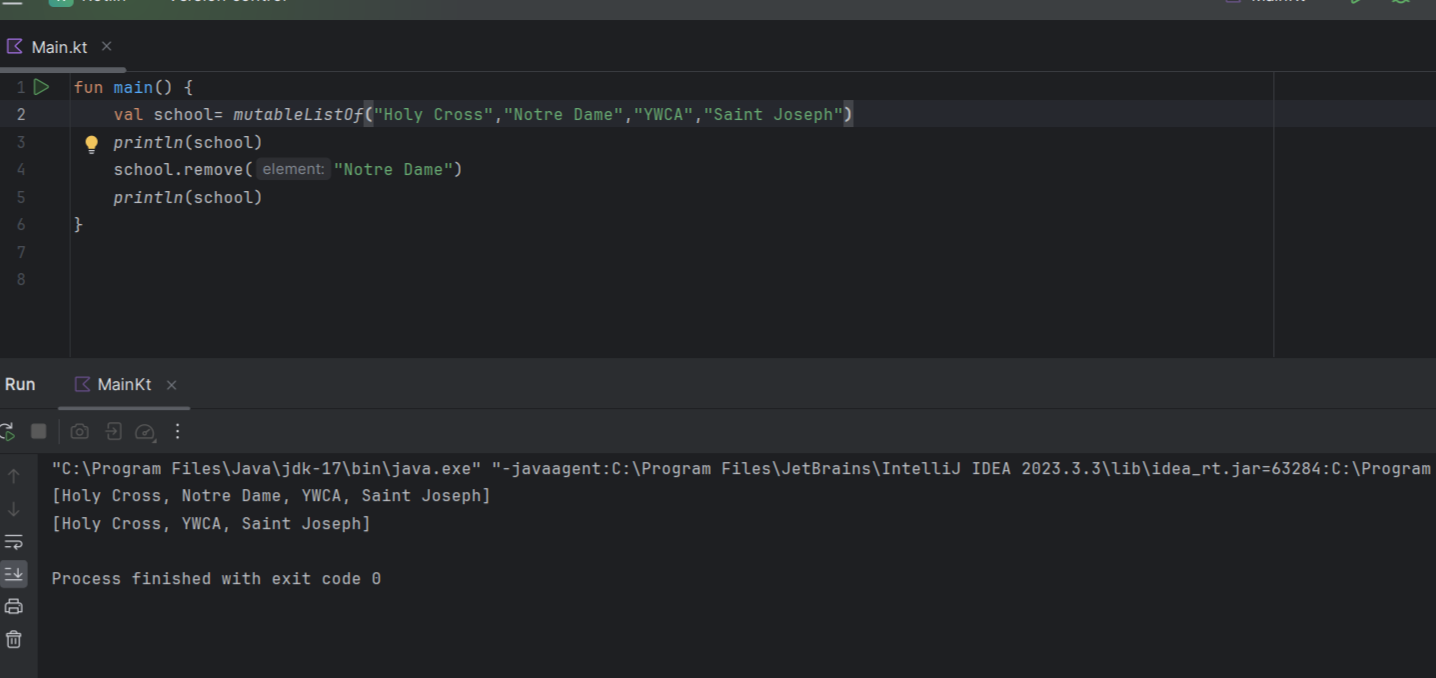 Main.kt
1 fun main() {
2 val school= mutableListOf("Holy Cross","Notre Dame","YWCA","Saint Joseph")
3 println(school)
4 school.remove( element: "Notre Dame")
5 println(school)
6 }
7
8
Run MainKt
"C:\Program Files\Java\jdk-17\bin\java.exe" "-javaagent:C:\Program Files\JetBrains\IntelliJ IDEA 2023.3.3\lib\idea_rt.jar=63284:C:\Program
[Holy Cross, Notre Dame, YWCA, Saint Joseph]
[Holy Cross, YWCA, Saint Joseph]
Process finished with exit code 0